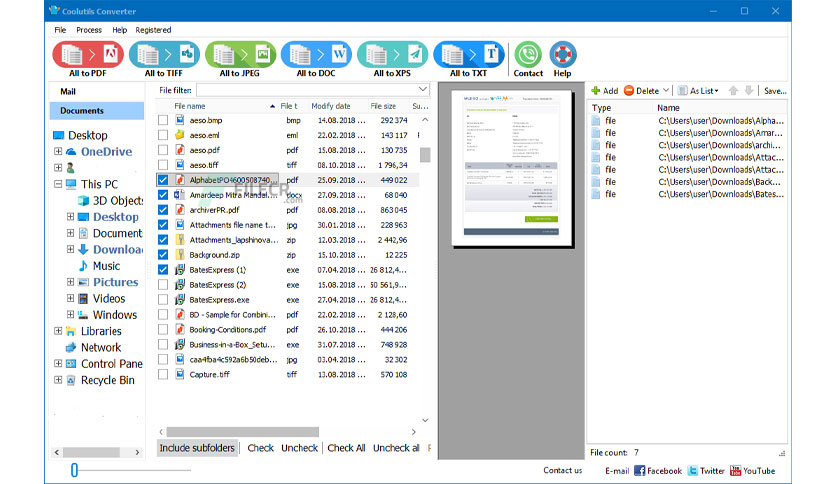 Coolutils Converter
File Process Help Registered
All to PDF All to TIFF All to JPEG All to DOC All to XPS All to TXT Contact Help
Mail
Documents
Desktop
OneDrive
This PC
3D Objects
Desktop
Document
Downloa
Music
Pictures
Videos
Windows
Libraries
Network
Control Pane
Recycle Bin
File filter:
File name File t Modify date File size Su...
aeso.bmp bmp 14.08.2018 ... 292 374
aeso.eml eml 22.02.2018 ... 143 117
aeso.pdf pdf 15.08.2018 ... 130 735
aeso.tiff tiff 08.10.2018 ... 1 796,34
AlphabetPO4600508740... pdf 25.09.2018 ... 449 022
Amardeep Mitra Mandal... docx 27.09.2018 ... 68 040
archiverPR.pdf pdf 08.08.2018 ... 863 045
Attachments file name t... jpg 30.01.2018 ... 228 963
Attachments_lapshinova... zip 12.03.2018 ... 2 442,96
Background.zip zip 15.10.2018 ... 12 225
BatesExpress (1) exe 07.04.2018 ... 26 812,4...
BatesExpress (2) exe 15.08.2018 ... 50 561,9...
BatesExpress.exe exe 27.09.2018 ... 26 812,4...
BD - Sample for Combini... pdf 27.09.2018 ... 2 128,60
Booking-Conditions.pdf pdf 26.10.2018 ... 444 206
Business-in-a-Box_Setu... exe 31.07.2018 ... 748 928
caa4fba4c592a6b50deb... jpg 03.04.2018 ... 32 302
Capture.tiff tiff 13.08.2018 ... 570 108
FILECR
.com
Include subfolders Check Uncheck Check All Uncheck all
Add Delete As List Save...
Type Name
file C:\Users\user\Downloads\Alpha...
file C:\Users\user\Downloads\Amar...
file C:\Users\user\Downloads\archi...
file C:\Users\user\Downloads\Attac...
file C:\Users\user\Downloads\Attac...
file C:\Users\user\Downloads\Back...
file C:\Users\user\Downloads\Bates...
File count: 7
Contact us E-mail Facebook Twitter YouTube